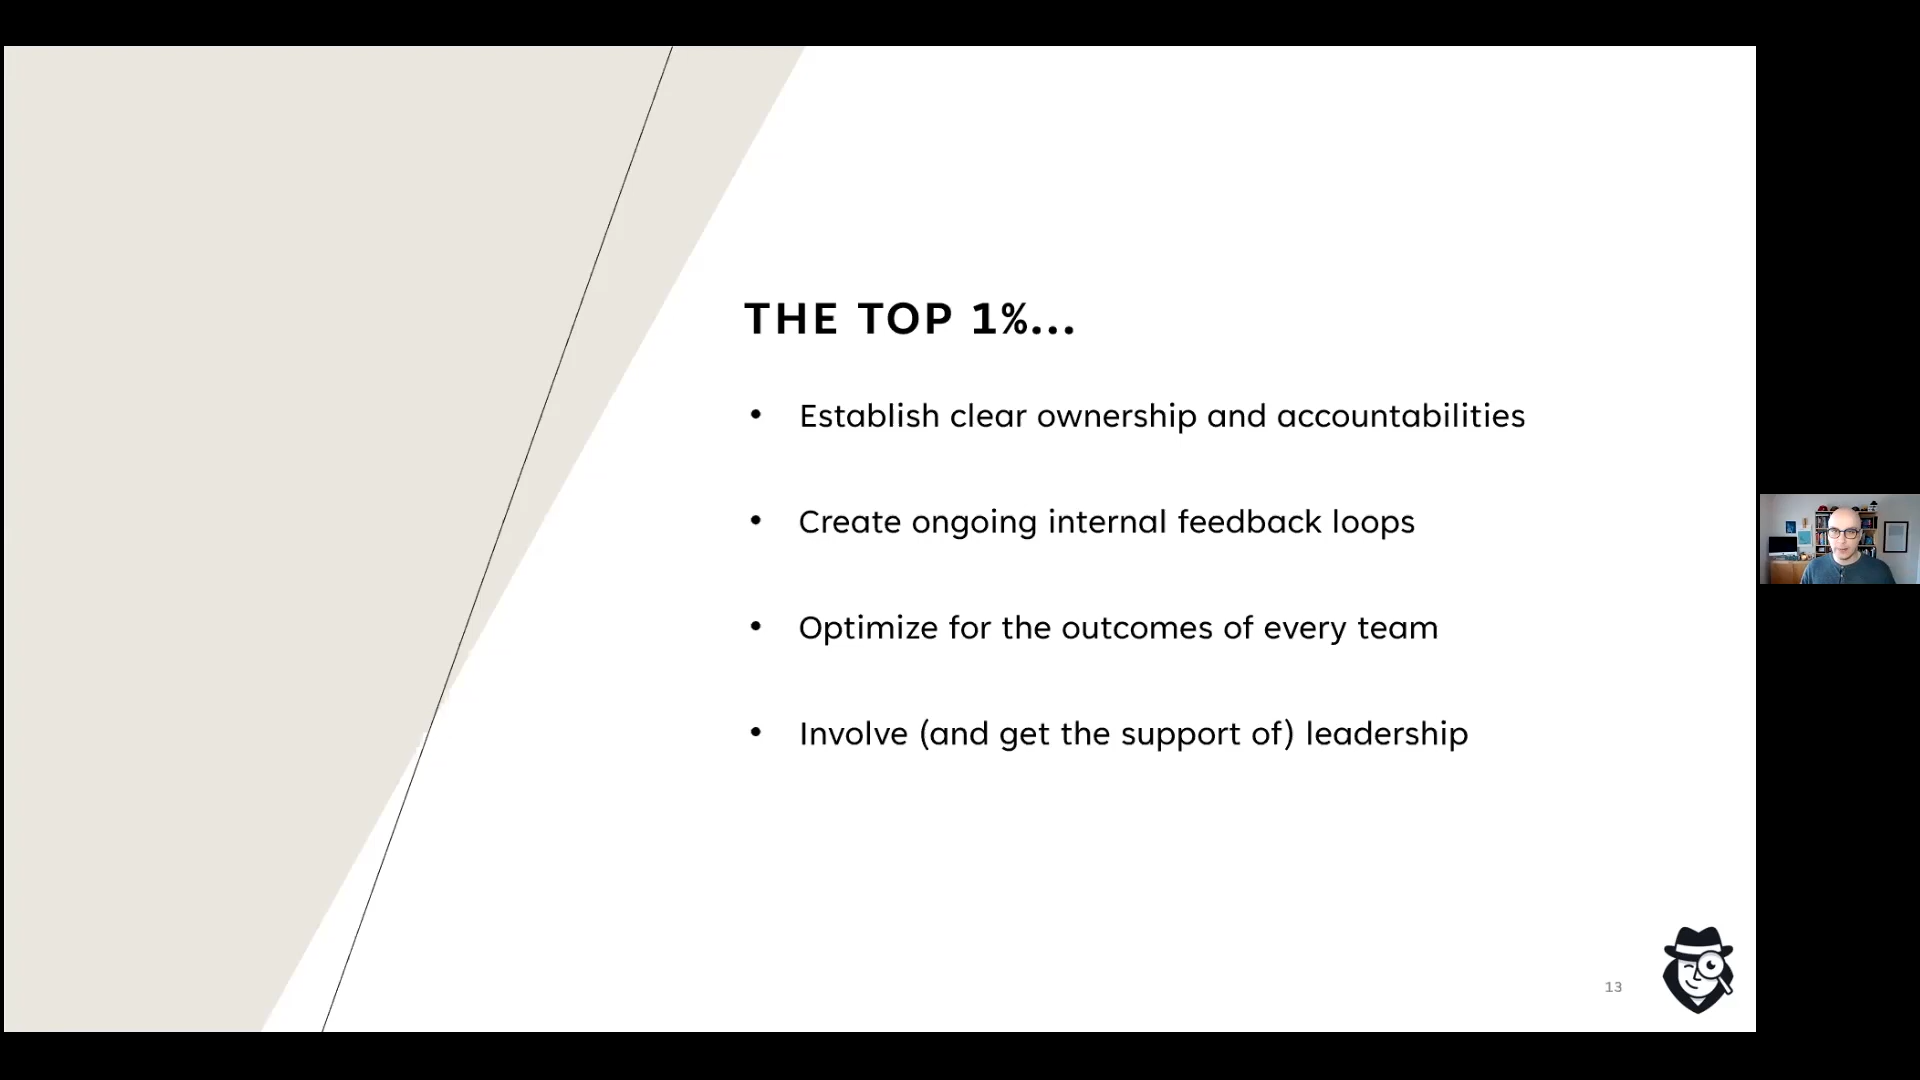 THE TOP 1%...
• Establish clear ownership and accountabilities
• Create ongoing internal feedback loops
• Optimize for the outcomes of every team
• Involve (and get the support of) leadership
13